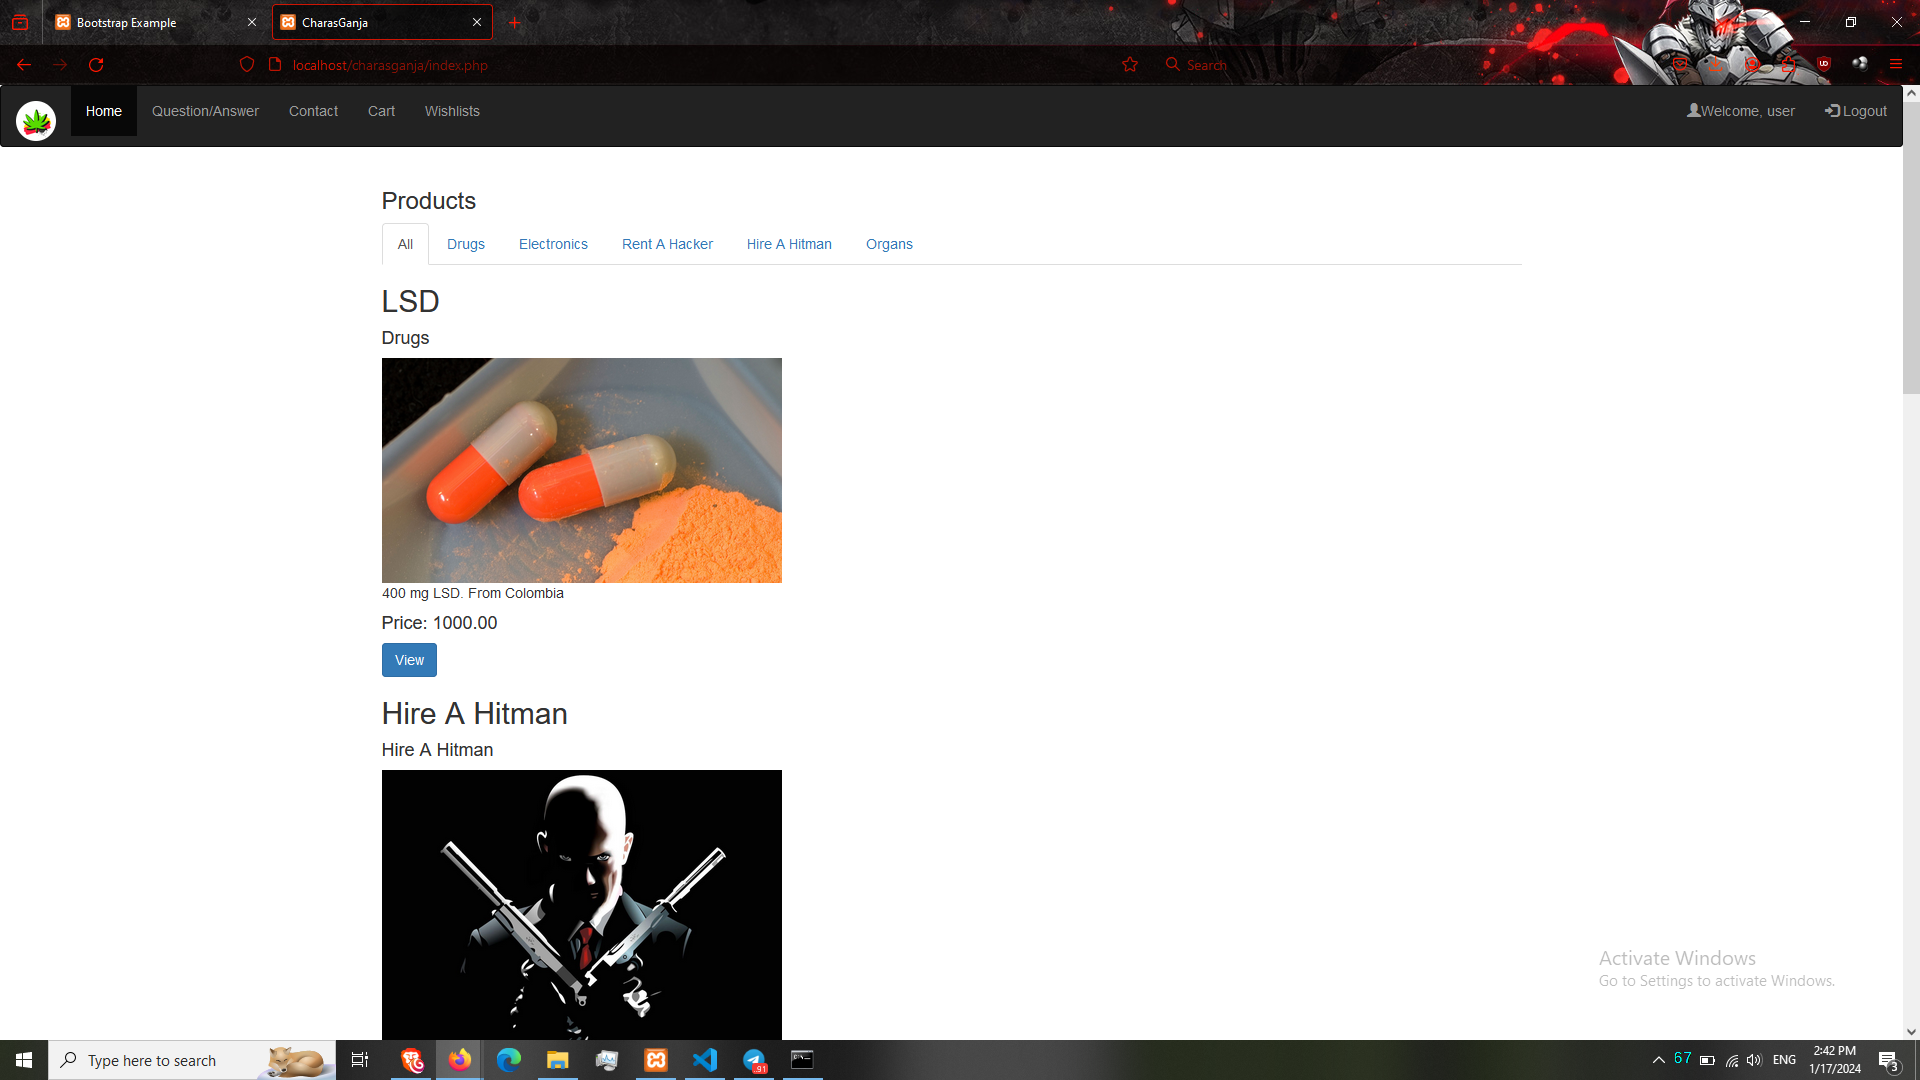 Bootstrap Example
CharasGanja
localhost/charasganja/index.php
Search
Home
Question/Answer
Contact
Cart
Wishlists
Welcome, user
Logout
Products
All
Drugs
Electronics
Rent A Hacker
Hire A Hitman
Organs
LSD
Drugs
400 mg LSD. From Colombia
Price: 1000.00
View
Hire A Hitman
Hire A Hitman
Activate Windows
Go to Settings to activate Windows.
Type here to search
91
67
ENG
2:42 PM
1/17/2024
3